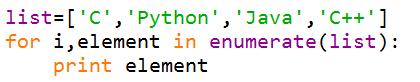 list=['C','Python','Java','C++']
for i,element in enumerate(list):
    print element